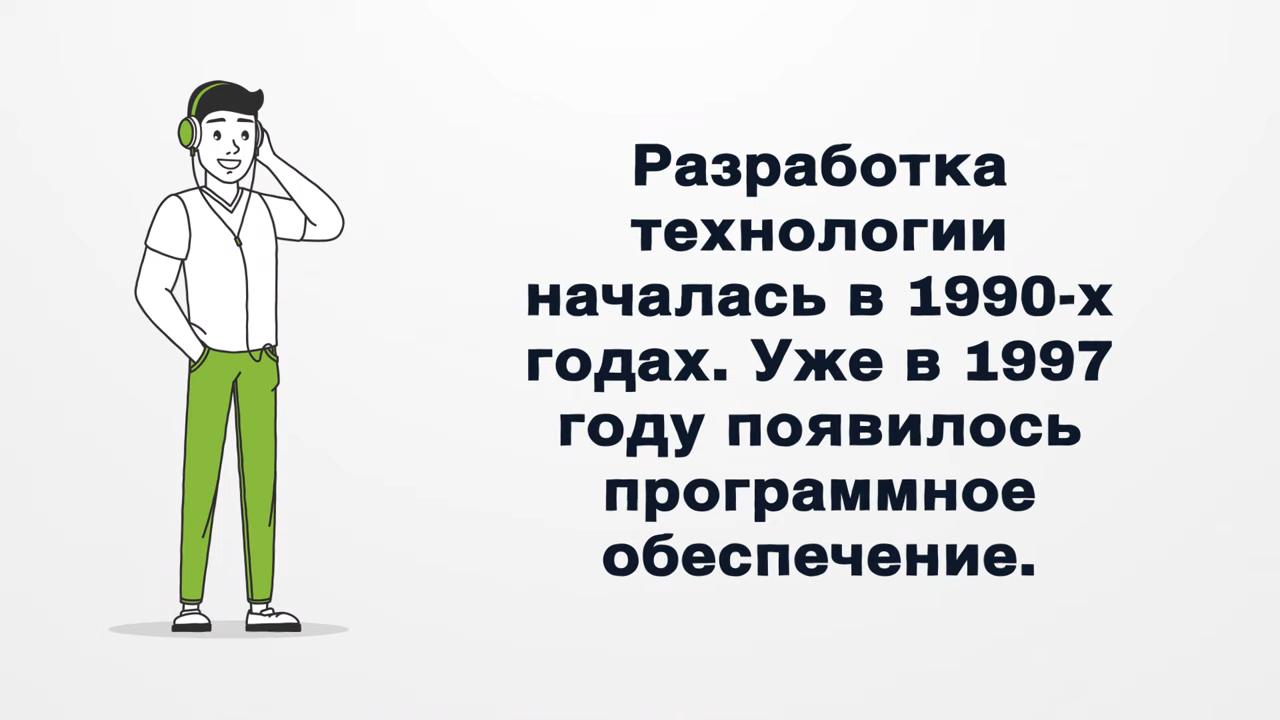 Разработка
технологии
началась в 1990-х
годах. Уже в 1997
году появилось
программное
обеспечение.